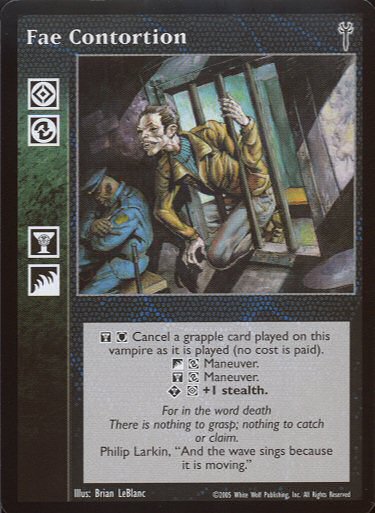 Fae Contortion
Cancel a grapple card played on this
vampire as it is played (no cost is paid).
Maneuver.
Maneuver.
+1 stealth.
For in the word death
There is nothing to grasp; nothing to catch
or claim.
Philip Larkin, “And the wave sings because
it is moving.”
Illus: Brian LeBlanc
©2005 White Wolf Publishing, Inc. All Rights Reserved